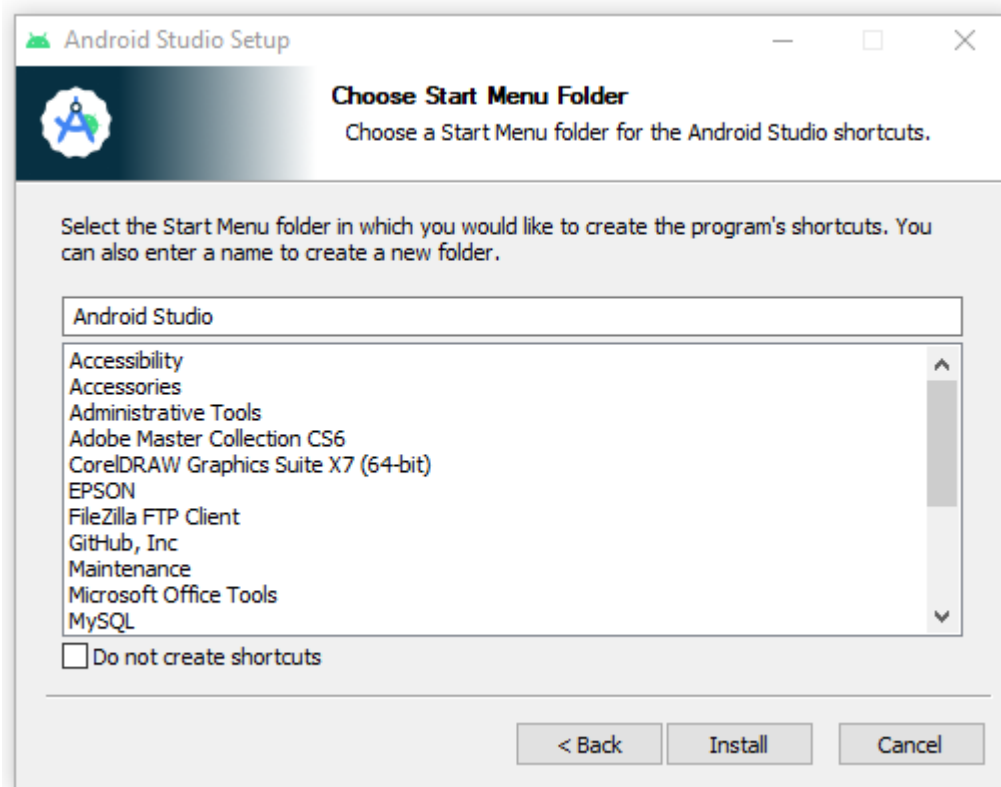 Android Studio Setup
Choose Start Menu Folder
Choose a Start Menu folder for the Android Studio shortcuts.
Select the Start Menu folder in which you would like to create the program's shortcuts. You
can also enter a name to create a new folder.
Android Studio
Accessibility
Accessories
Administrative Tools
Adobe Master Collection CS6
CorelDRAW Graphics Suite X7 (64-bit)
EPSON
FileZilla FTP Client
GitHub, Inc
Maintenance
Microsoft Office Tools
MySQL
Do not create shortcuts
< Back
Install
Cancel